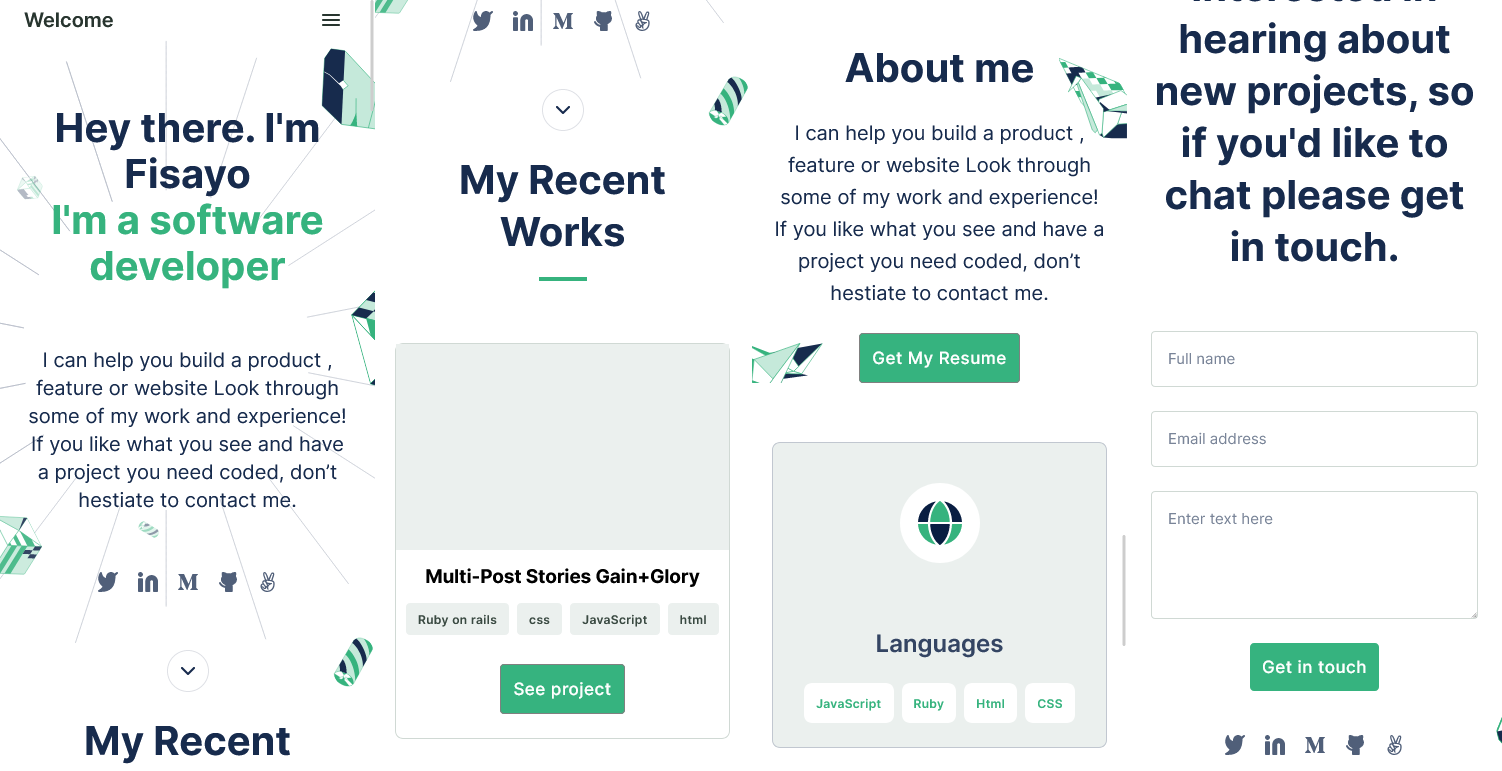 Welcome
Hey there. I'm
Fisayo
I'm a software
developer
I can help you build a product ,
feature or website Look through
some of my work and experience!
If you like what you see and have
a project you need coded, don’t
hestiate to contact me.
My Recent
My Recent
Works
Multi-Post Stories Gain+Glory
Ruby on rails css JavaScript html
See project
About me
I can help you build a product ,
feature or website Look through
some of my work and experience!
If you like what you see and have a
project you need coded, don’t
hestiate to contact me.
Get My Resume
Languages
JavaScript Ruby Html CSS
interested in
hearing about
new projects, so
if you'd like to
chat please get
in touch.
Full name
Email address
Enter text here
Get in touch